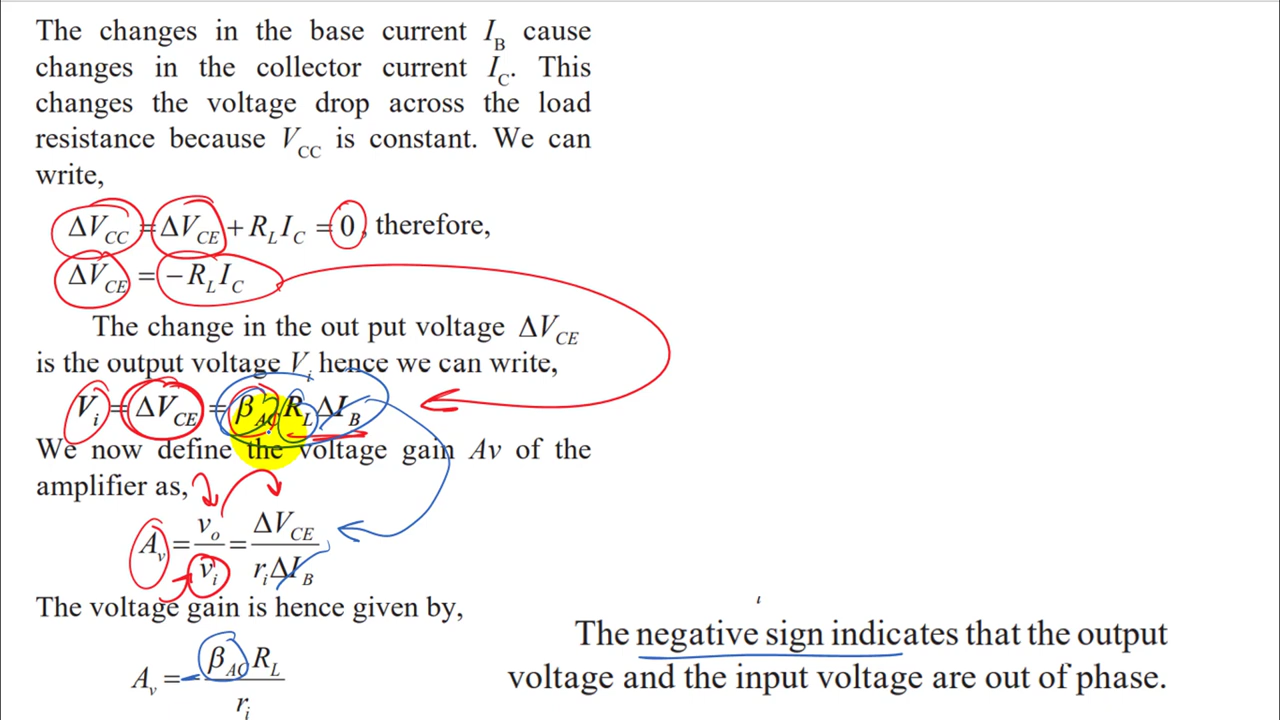 The changes in the base current I_B cause
changes in the collector current I_C. This
changes the voltage drop across the load
resistance because V_CC is constant. We can
write,
ΔV_CC = ΔV_CE + R_L I_C = 0, therefore,
ΔV_CE = −R_L I_C
The change in the out put voltage ΔV_CE
is the output voltage V_i hence we can write,
V_i = ΔV_CE = β_AC R_L ΔI_B
We now define the voltage gain Av of the
amplifier as,
A_v = v_o / v_i = ΔV_CE / r_i ΔI_B
The voltage gain is hence given by,
A_v = − β_AC R_L / r_i
The negative sign indicates that the output
voltage and the input voltage are out of phase.